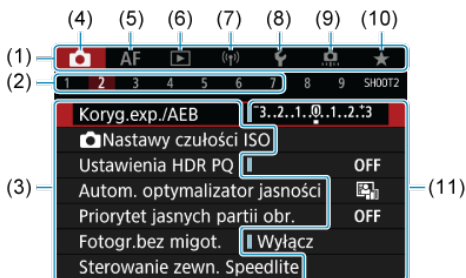 (4) (5) (6) (7) (8) (9) (10)
(1) AF
(2) 1 2 3 4 5 6 7 8 9 SHOOT2
Koryg.exp./AEB -3..2..1..0..1..2.+3
Nastawy czułości ISO
Ustawienia HDR PQ OFF
(3) Autom. optymalizator jasności (11)
Priorytet jasnych partii obr. OFF
Fotogr.bez migot. Wyłącz
Sterowanie zewn. Speedlite